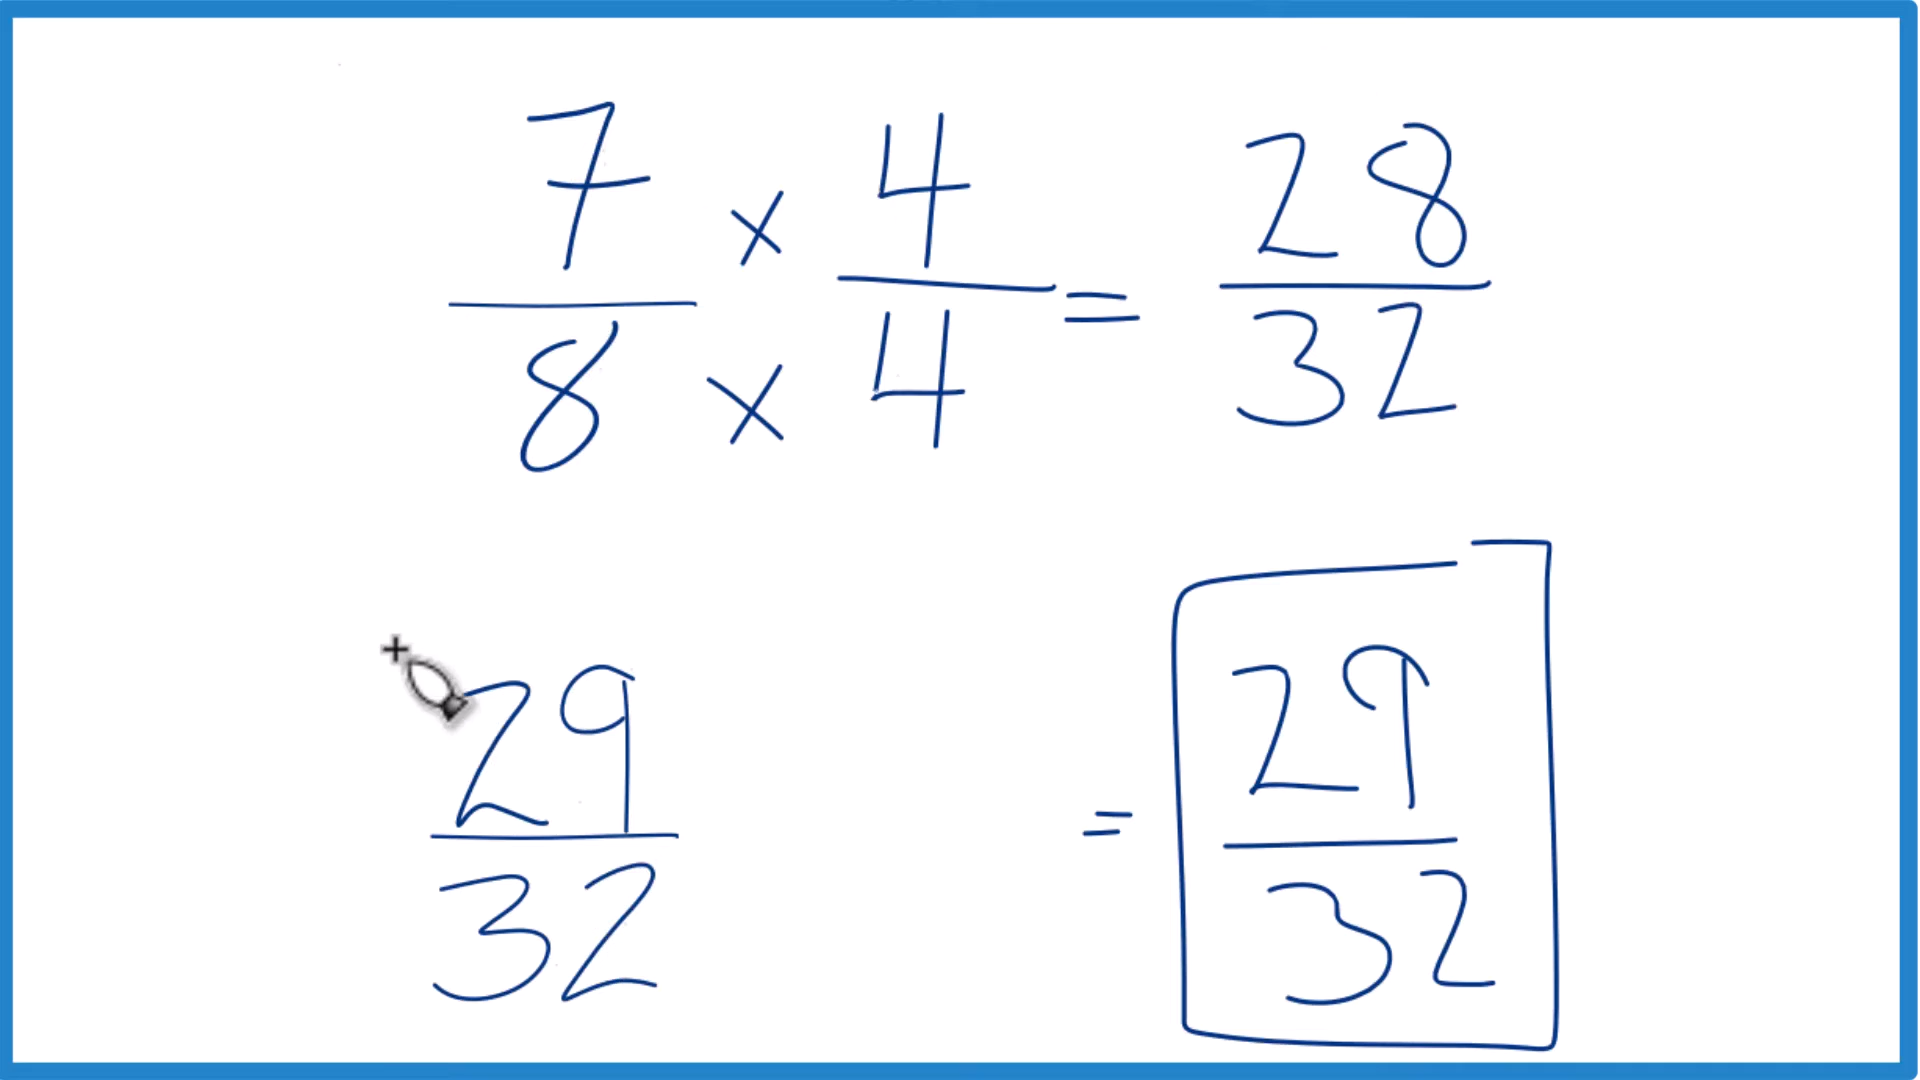 7 × 4 = 28
8 × 4 32
29 = 29
32 32